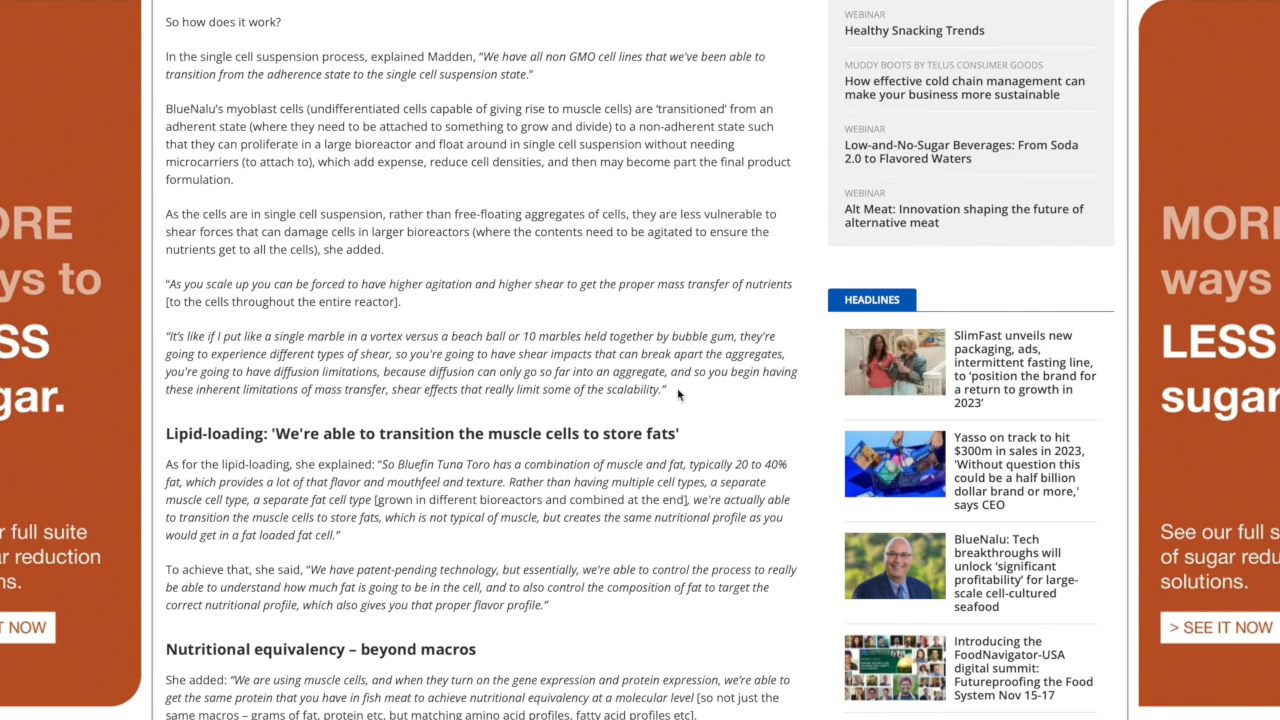 So how does it work?
In the single cell suspension process, explained Madden, “We have all non GMO cell lines that we've been able to
transition from the adherence state to the single cell suspension state.”
BlueNalu’s myoblast cells (undifferentiated cells capable of giving rise to muscle cells) are ‘transitioned’ from an
adherent state (where they need to be attached to something to grow and divide) to a non-adherent state such
that they can proliferate in a large bioreactor and float around in single cell suspension without needing
microcarriers (to attach to), which add expense, reduce cell densities, and then may become part the final product
formulation.
As the cells are in single cell suspension, rather than free-floating aggregates of cells, they are less vulnerable to
shear forces that can damage cells in larger bioreactors (where the contents need to be agitated to ensure the
nutrients get to all the cells), she added.
“As you scale up you can be forced to have higher agitation and higher shear to get the proper mass transfer of nutrients
[to the cells throughout the entire reactor].
“It’s like if I put like a single marble in a vortex versus a beach ball or 10 marbles held together by bubble gum, they're
going to experience different types of shear, so you're going to have shear impacts that can break apart the aggregates,
you're going to have diffusion limitations, because diffusion can only go so far into an aggregate, and so you begin having
these inherent limitations of mass transfer, shear effects that really limit some of the scalability.”
Lipid-loading: 'We're able to transition the muscle cells to store fats'
As for the lipid-loading, she explained: “So Bluefin Tuna Toro has a combination of muscle and fat, typically 20 to 40%
fat, which provides a lot of that flavor and mouthfeel and texture. Rather than having multiple cell types, a separate
muscle cell type, a separate fat cell type [grown in different bioreactors and combined at the end], we're actually able
to transition the muscle cells to store fats, which is not typical of muscle, but creates the same nutritional profile as you
would get in a fat loaded fat cell.”
To achieve that, she said, “We have patent-pending technology, but essentially, we're able to control the process to really
be able to understand how much fat is going to be in the cell, and to also control the composition of fat to target the
correct nutritional profile, which also gives you that proper flavor profile.”
Nutritional equivalency – beyond macros
She added: “We are using muscle cells, and when they turn on the gene expression and protein expression, we’re able to
get the same protein that you have in fish meat to achieve nutritional equivalency at a molecular level [so not just the
same macros – grams of fat, protein etc, but matching amino acid profiles, fatty acid profiles etc].
WEBINAR
Healthy Snacking Trends
MUDDY BOOTS BY TELUS CONSUMER GOODS
How effective cold chain management can
make your business more sustainable
WEBINAR
Low-and-No-Sugar Beverages: From Soda
2.0 to Flavored Waters
WEBINAR
Alt Meat: Innovation shaping the future of
alternative meat
HEADLINES
SlimFast unveils new
packaging, ads,
intermittent fasting line,
to ‘position the brand for
a return to growth in
2023’
Yasso on track to hit
$300m in sales in 2023,
'Without question this
could be a half billion
dollar brand or more,'
says CEO
BlueNalu: Tech
breakthroughs will
unlock ‘significant
profitability’ for large-
scale cell-cultured
seafood
Introducing the
FoodNavigator-USA
digital summit:
Futureproofing the Food
System Nov 15-17
ORE
ys to
SS
gar.
r full suite
ar reduction
ns.
T NOW
MORE
ways
LESS
sugar
See our full s
of sugar redu
solutions.
> SEE IT NOW